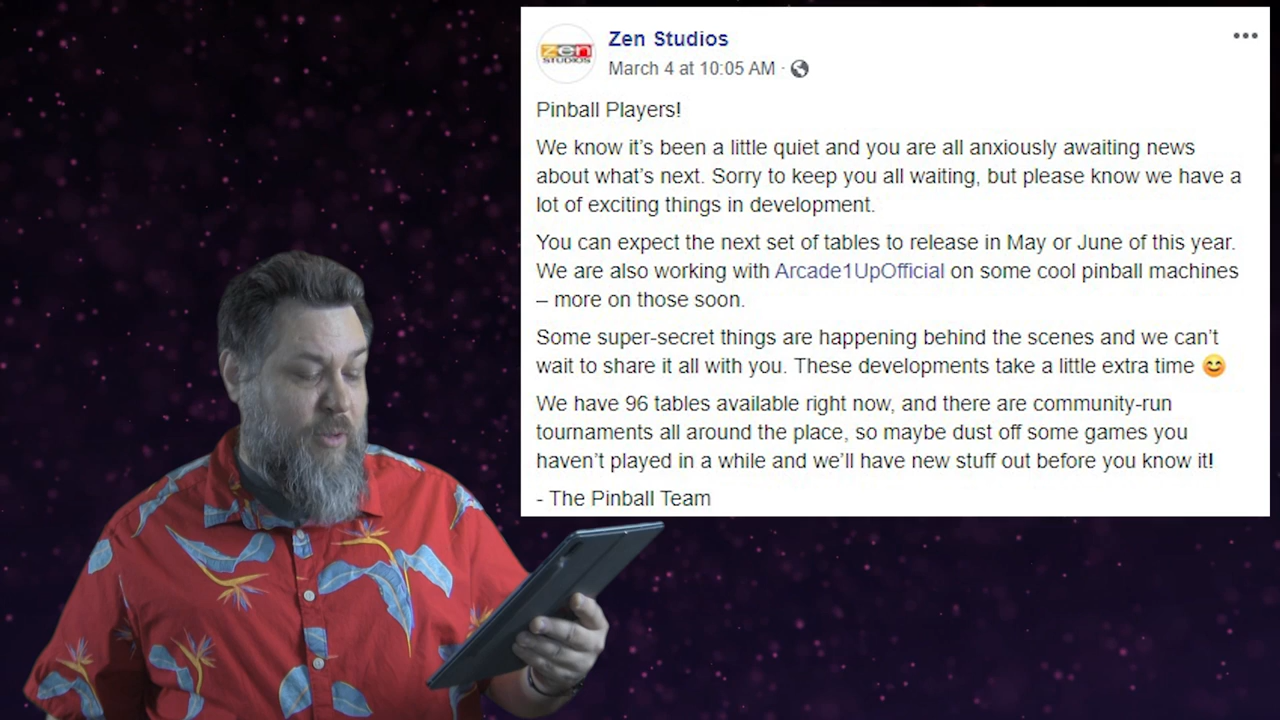 zen
STUDIOS
Zen Studios
March 4 at 10:05 AM ·
Pinball Players!
We know it's been a little quiet and you are all anxiously awaiting news
about what's next. Sorry to keep you all waiting, but please know we have a
lot of exciting things in development.
You can expect the next set of tables to release in May or June of this year.
We are also working with Arcade1UpOfficial on some cool pinball machines
– more on those soon.
Some super-secret things are happening behind the scenes and we can't
wait to share it all with you. These developments take a little extra time 😊
We have 96 tables available right now, and there are community-run
tournaments all around the place, so maybe dust off some games you
haven't played in a while and we'll have new stuff out before you know it!
- The Pinball Team